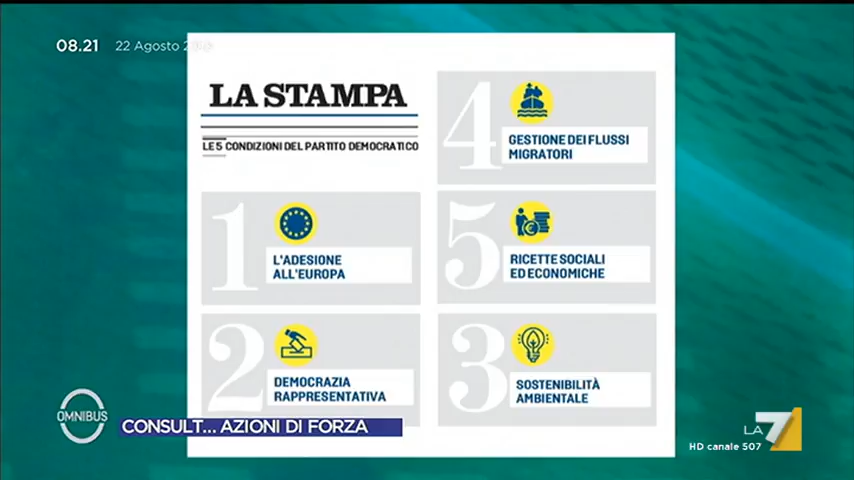 08.21 22 Agosto
LA STAMPA
LE 5 CONDIZIONI DEL PARTITO DEMOCRATICO
1
L'ADESIONE
ALL'EUROPA
2
DEMOCRAZIA
RAPPRESENTATIVA
4
GESTIONE DEI FLUSSI
MIGRATORI
5
RICETTE SOCIALI
ED ECONOMICHE
3
SOSTENIBILITÀ
AMBIENTALE
OMNIBUS
CONSULT... AZIONI DI FORZA
LA 7
HD canale 507